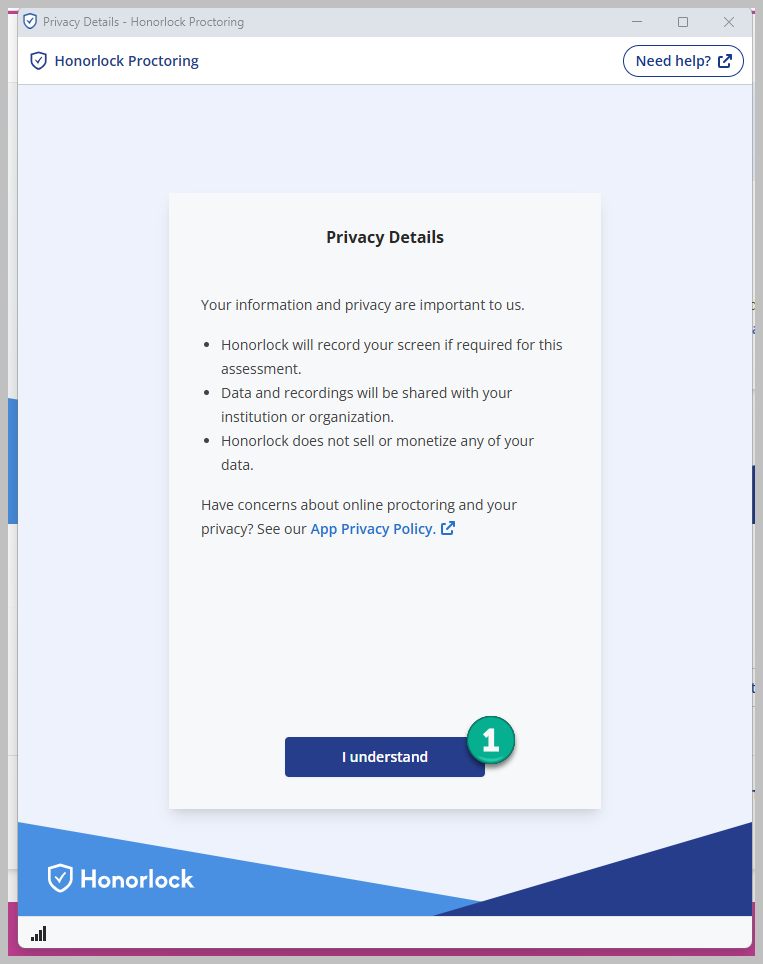 Privacy Details - Honorlock Proctoring
Honorlock Proctoring
Need help?
Privacy Details
Your information and privacy are important to us.
• Honorlock will record your screen if required for this
assessment.
• Data and recordings will be shared with your
institution or organization.
• Honorlock does not sell or monetize any of your
data.
Have concerns about online proctoring and your
privacy? See our App Privacy Policy.
1
I understand
Honorlock